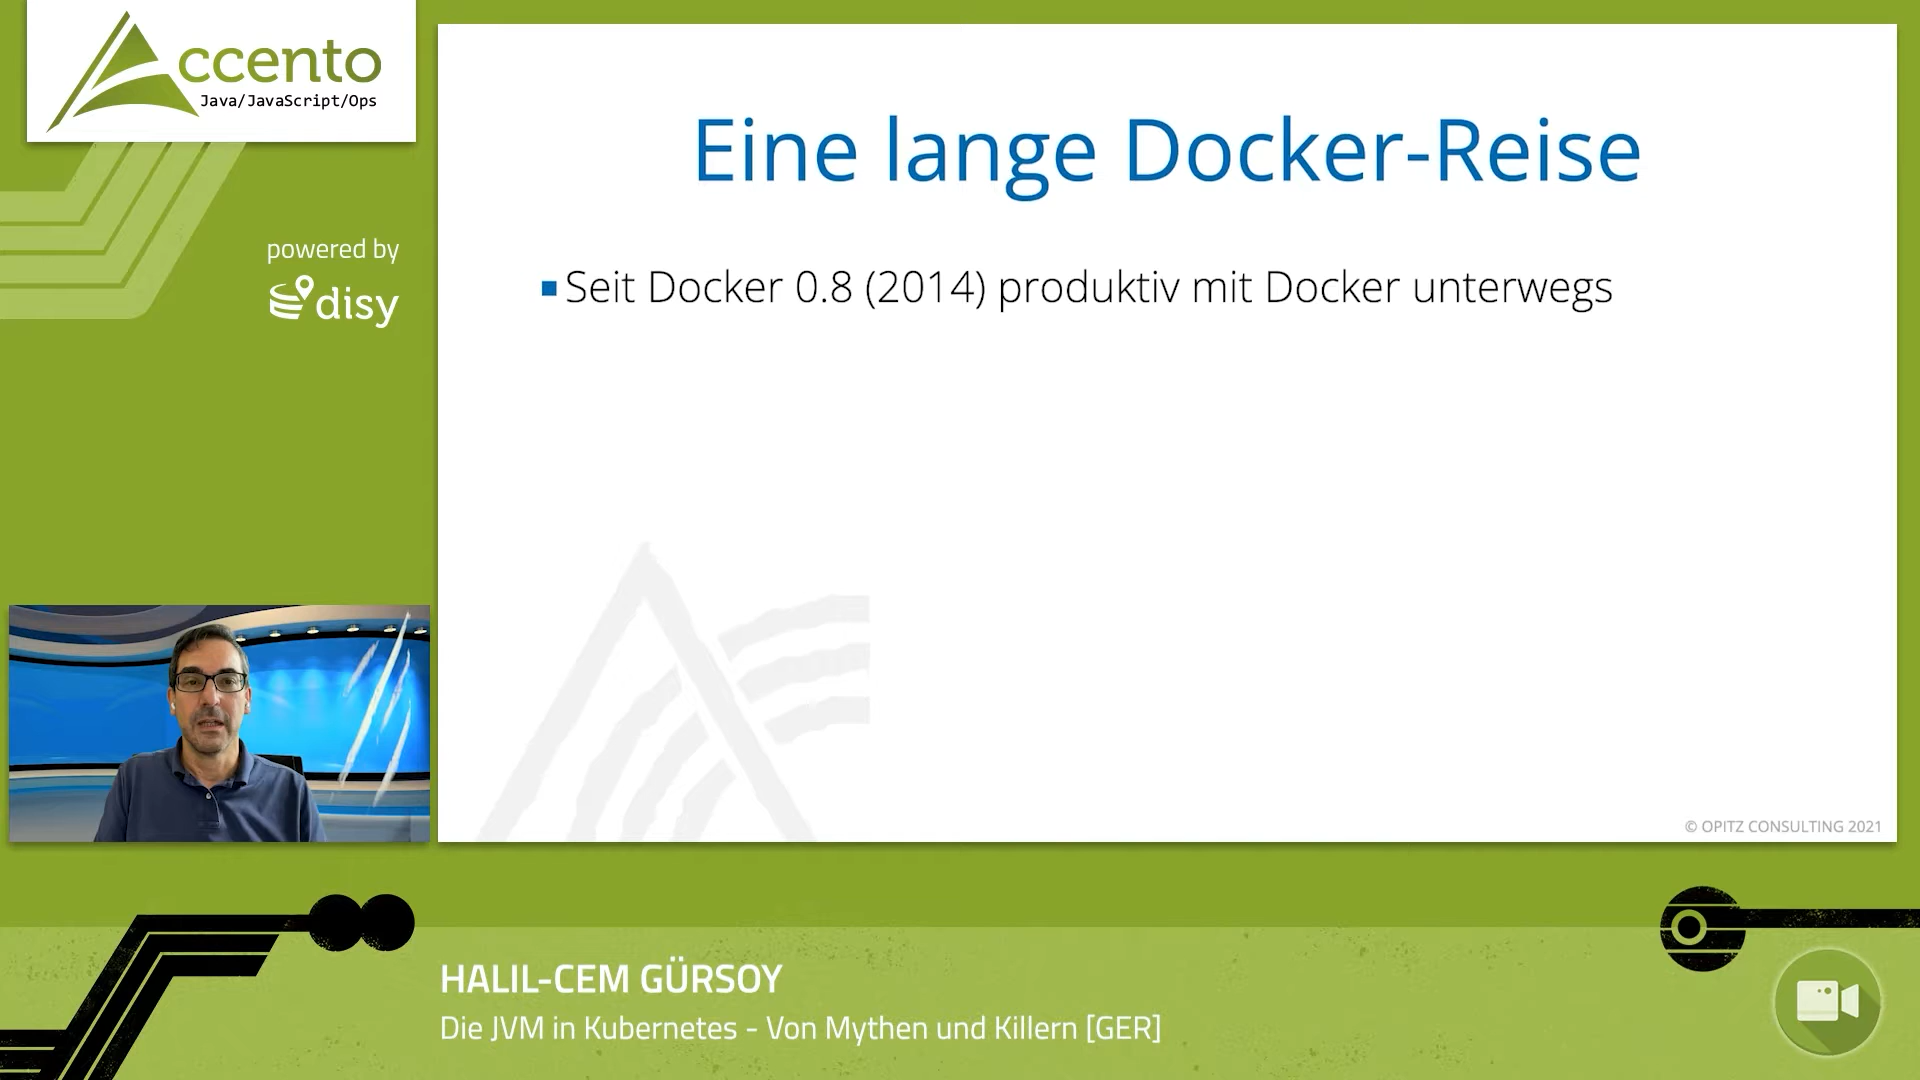 Accento
Java/JavaScript/Ops
powered by
disy
Eine lange Docker-Reise
Seit Docker 0.8 (2014) produktiv mit Docker unterwegs
© OPITZ CONSULTING 2021
HALIL-CEM GÜRSOY
Die JVM in Kubernetes - Von Mythen und Killern [GER]